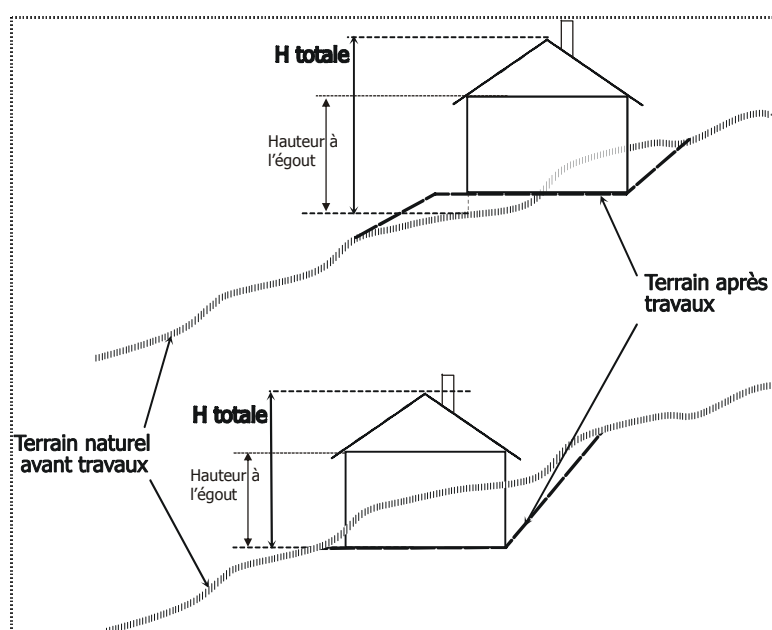 H totale
Hauteur à
l'égout
Terrain après
travaux
H totale
Terrain naturel
avant travaux
Hauteur à
l'égout